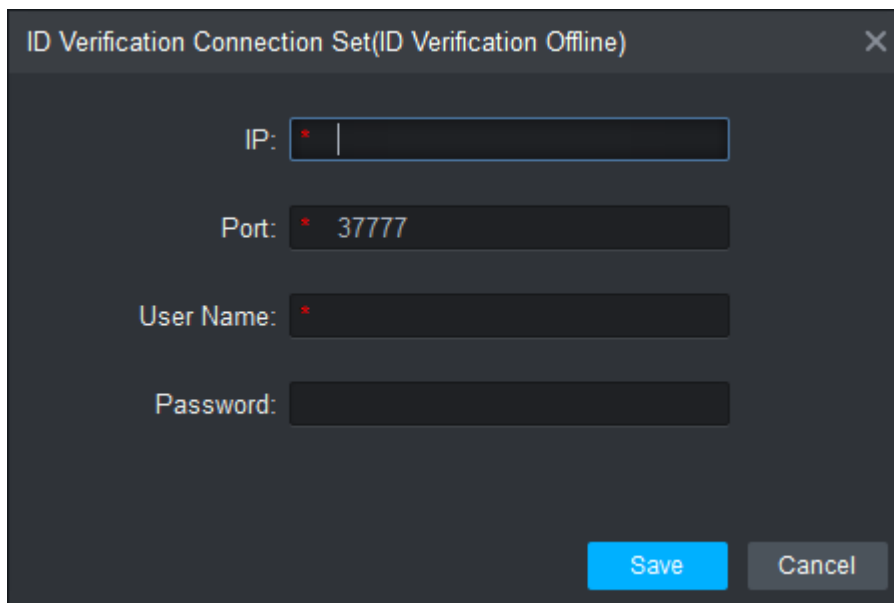 ID Verification Connection Set(ID Verification Offline)
IP: *
Port: * 37777
User Name: *
Password:
Save Cancel